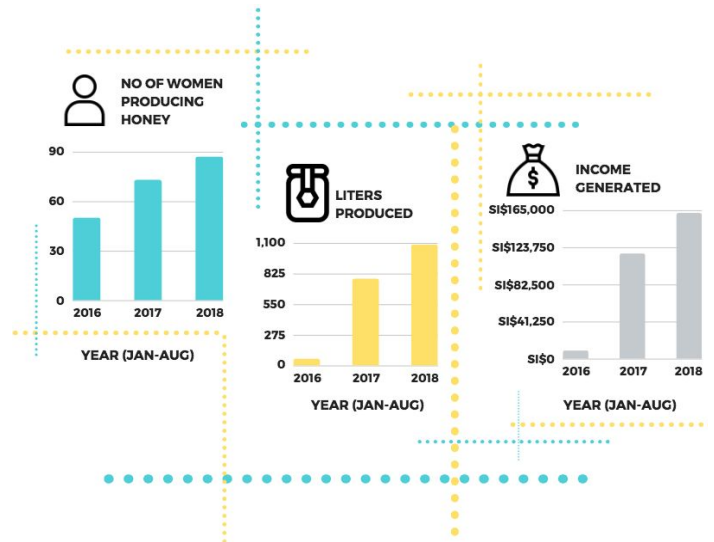 NO OF WOMEN
PRODUCING
HONEY
90
60
30
0
2016 2017 2018
YEAR (JAN-AUG)
LITERS
PRODUCED
1,100
825
550
275
0
2016 2017 2018
YEAR (JAN-AUG)
$
INCOME
GENERATED
SI$165,000
SI$123,750
SI$82,500
SI$41,250
SI$0
2016 2017 2018
YEAR (JAN-AUG)